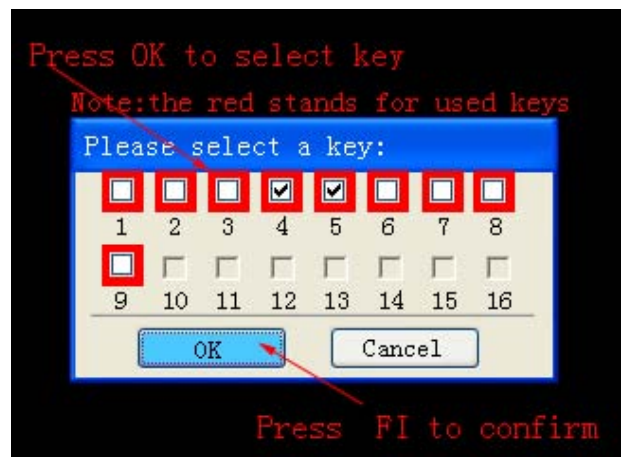 Press OK to select key
Note:the red stands for used keys
Please select a key:
1 2 3 4 5 6 7 8
9 10 11 12 13 14 15 16
OK Cancel
Press FI to confirm